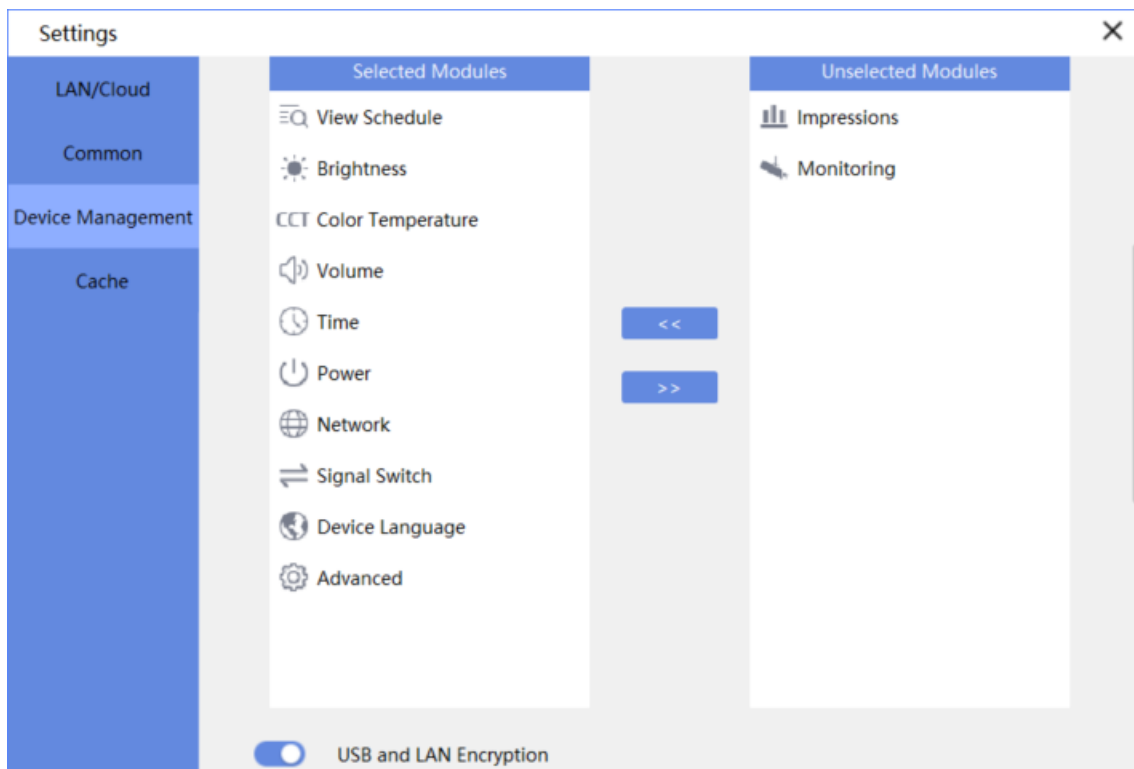 Settings
LAN/Cloud
Common
Device Management
Cache
Selected Modules
View Schedule
Brightness
CCT Color Temperature
Volume
Time
Power
Network
Signal Switch
Device Language
Advanced
<<
>>
Unselected Modules
Impressions
Monitoring
USB and LAN Encryption